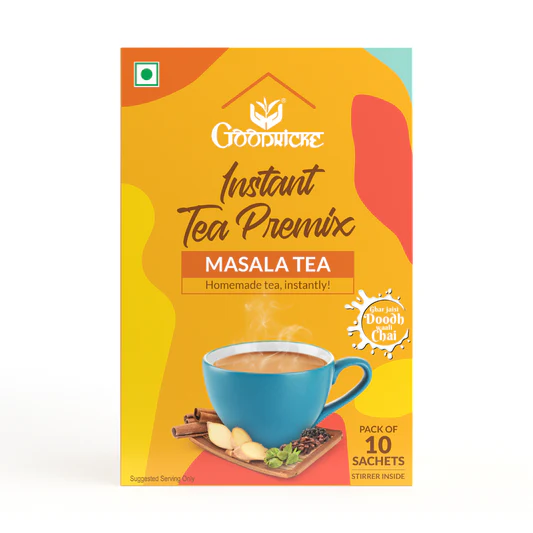 GOODRICKE
®
Instant
Tea Premix
MASALA TEA
Homemade tea, instantly!
Ghar jaisi
Doodh
waali
Chai
PACK OF
10
SACHETS
STIRRER INSIDE
Suggested Serving Only